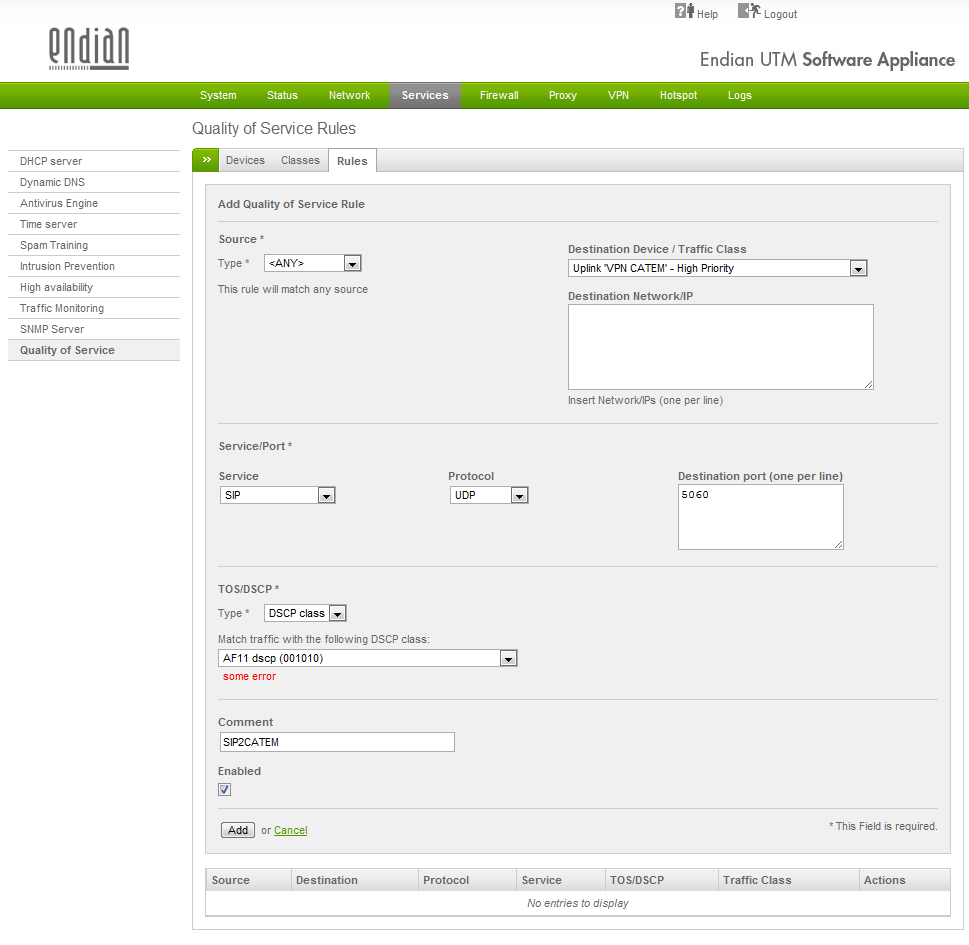 Help Logout
endian
Endian UTM Software Appliance
System Status Network Services Firewall Proxy VPN Hotspot Logs
Quality of Service Rules
DHCP server
Dynamic DNS
Antivirus Engine
Time server
Spam Training
Intrusion Prevention
High availability
Traffic Monitoring
SNMP Server
Quality of Service
» Devices Classes Rules
Add Quality of Service Rule
Source *
Type * <ANY>
This rule will match any source
Destination Device / Traffic Class
Uplink 'VPN CATEM' - High Priority
Destination Network/IP
Insert Network/IPs (one per line)
Service/Port *
Service Protocol Destination port (one per line)
SIP UDP 5060
TOS/DSCP *
Type * DSCP class
Match traffic with the following DSCP class:
AF11 dscp (001010)
some error
Comment
SIP2CATEM
Enabled
Add or Cancel
* This Field is required.
Source Destination Protocol Service TOS/DSCP Traffic Class Actions
No entries to display